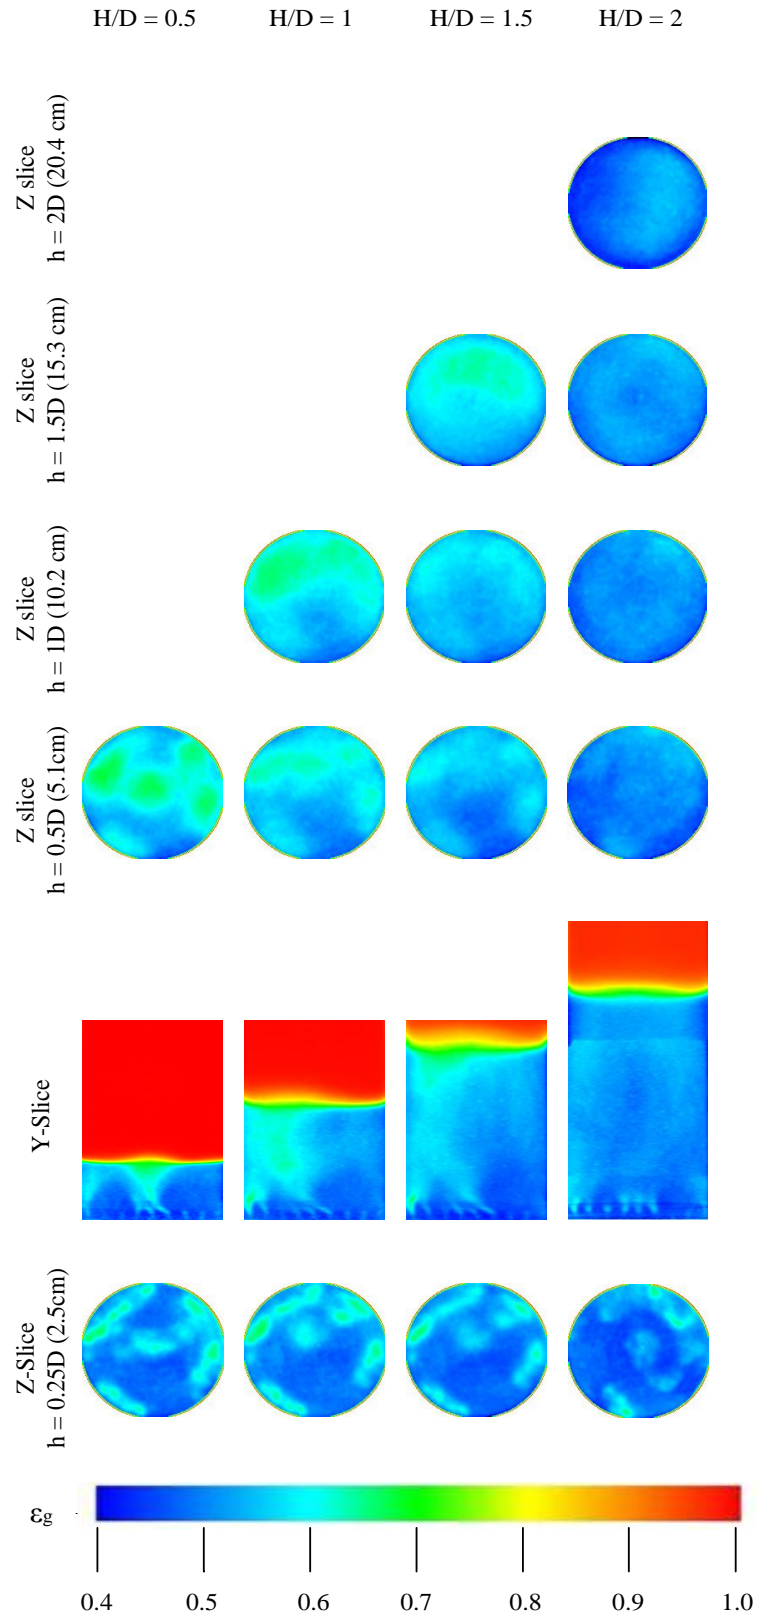 H/D = 0.5 H/D = 1 H/D = 1.5 H/D = 2
Z slice
h = 2D (20.4 cm)
Z slice
h = 1.5D (15.3 cm)
Z slice
h = 1D (10.2 cm)
Z slice
h = 0.5D (5.1cm)
Y-Slice
Z-Slice
h = 0.25D (2.5cm)
εg
0.4 0.5 0.6 0.7 0.8 0.9 1.0